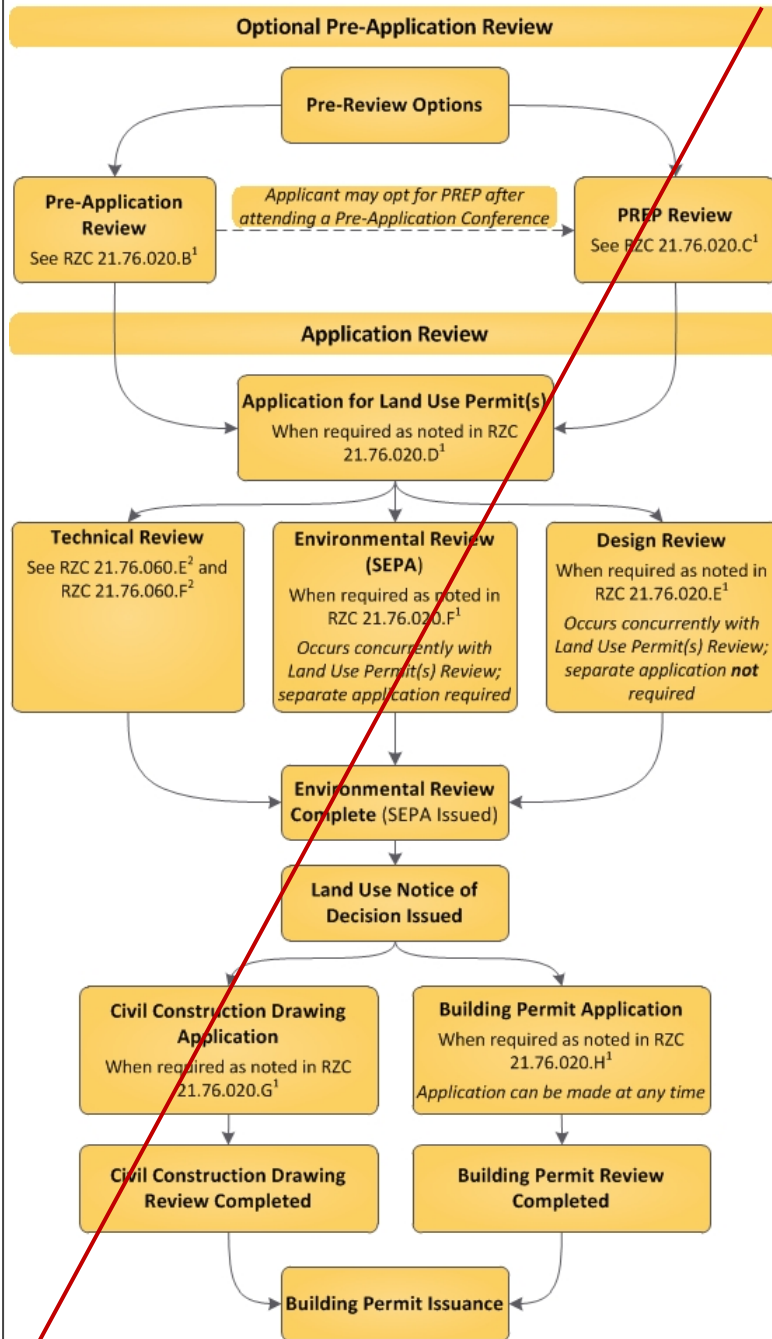 Optional Pre-Application Review
Pre-Review Options
Pre-Application
Review
See RZC 21.76.020.B¹
Applicant may opt for PREP after
attending a Pre-Application Conference
PREP Review
See RZC 21.76.020.C¹
Application Review
Application for Land Use Permit(s)
When required as noted in RZC
21.76.020.D¹
Technical Review
See RZC 21.76.060.E² and
RZC 21.76.060.F²
Environmental Review
(SEPA)
When required as noted in
RZC 21.76.020.F¹
Occurs concurrently with
Land Use Permit(s) Review;
separate application required
Design Review
When required as noted in
RZC 21.76.020.E¹
Occurs concurrently with
Land Use Permit(s) Review;
separate application not
required
Environmental Review
Complete (SEPA Issued)
Land Use Notice of
Decision Issued
Civil Construction Drawing
Application
When required as noted in RZC
21.76.020.G¹
Building Permit Application
When required as noted in RZC
21.76.020.H¹
Application can be made at any time
Civil Construction Drawing
Review Completed
Building Permit Review
Completed
Building Permit Issuance